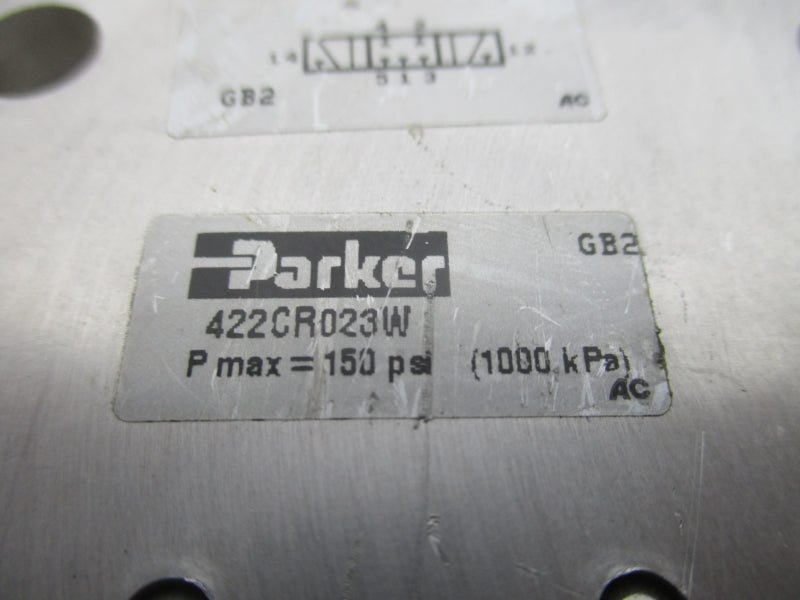 4 2
14 12
5 1 3
GB2 AC
Parker GB2
422CR023W
P max = 150 psi (1000 kPa)
AC